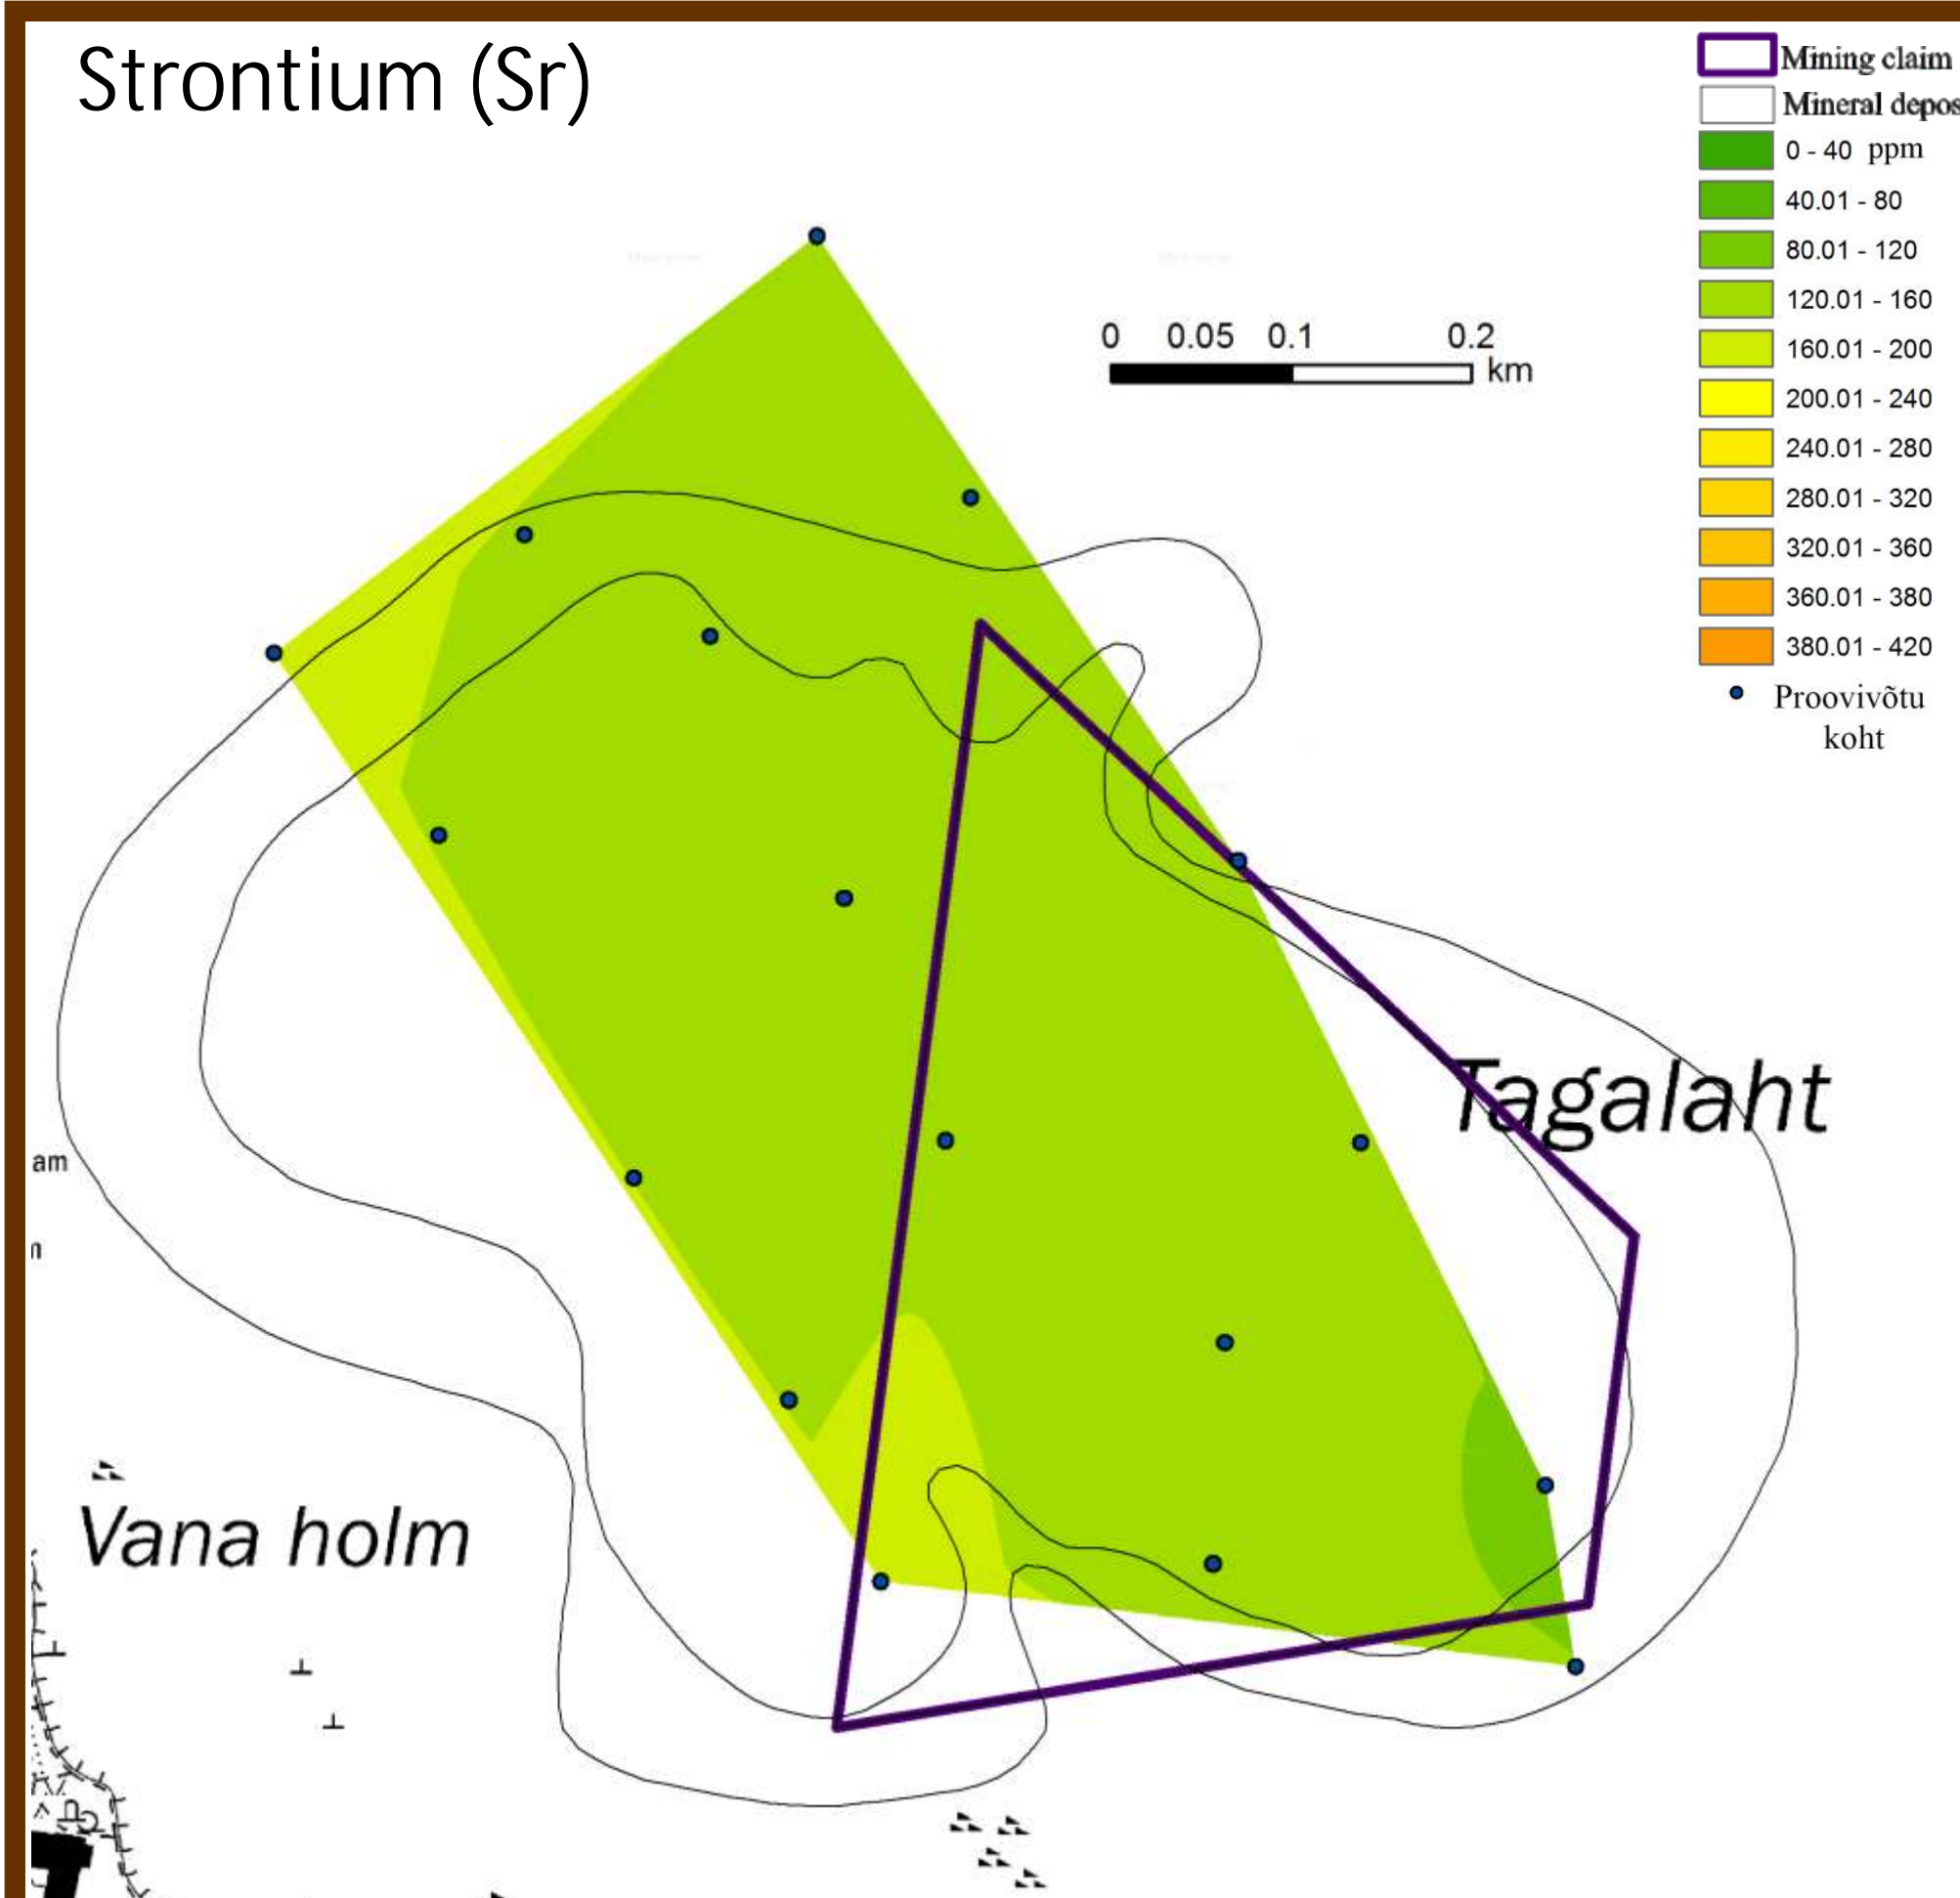 Strontium (Sr)
Mining claim
Mineral depos
0 - 40 ppm
40.01 - 80
80.01 - 120
120.01 - 160
160.01 - 200
200.01 - 240
240.01 - 280
280.01 - 320
320.01 - 360
360.01 - 380
380.01 - 420
Proovivõtu
koht
0 0.05 0.1 0.2
km
Tagalaht
am
n
Vana holm